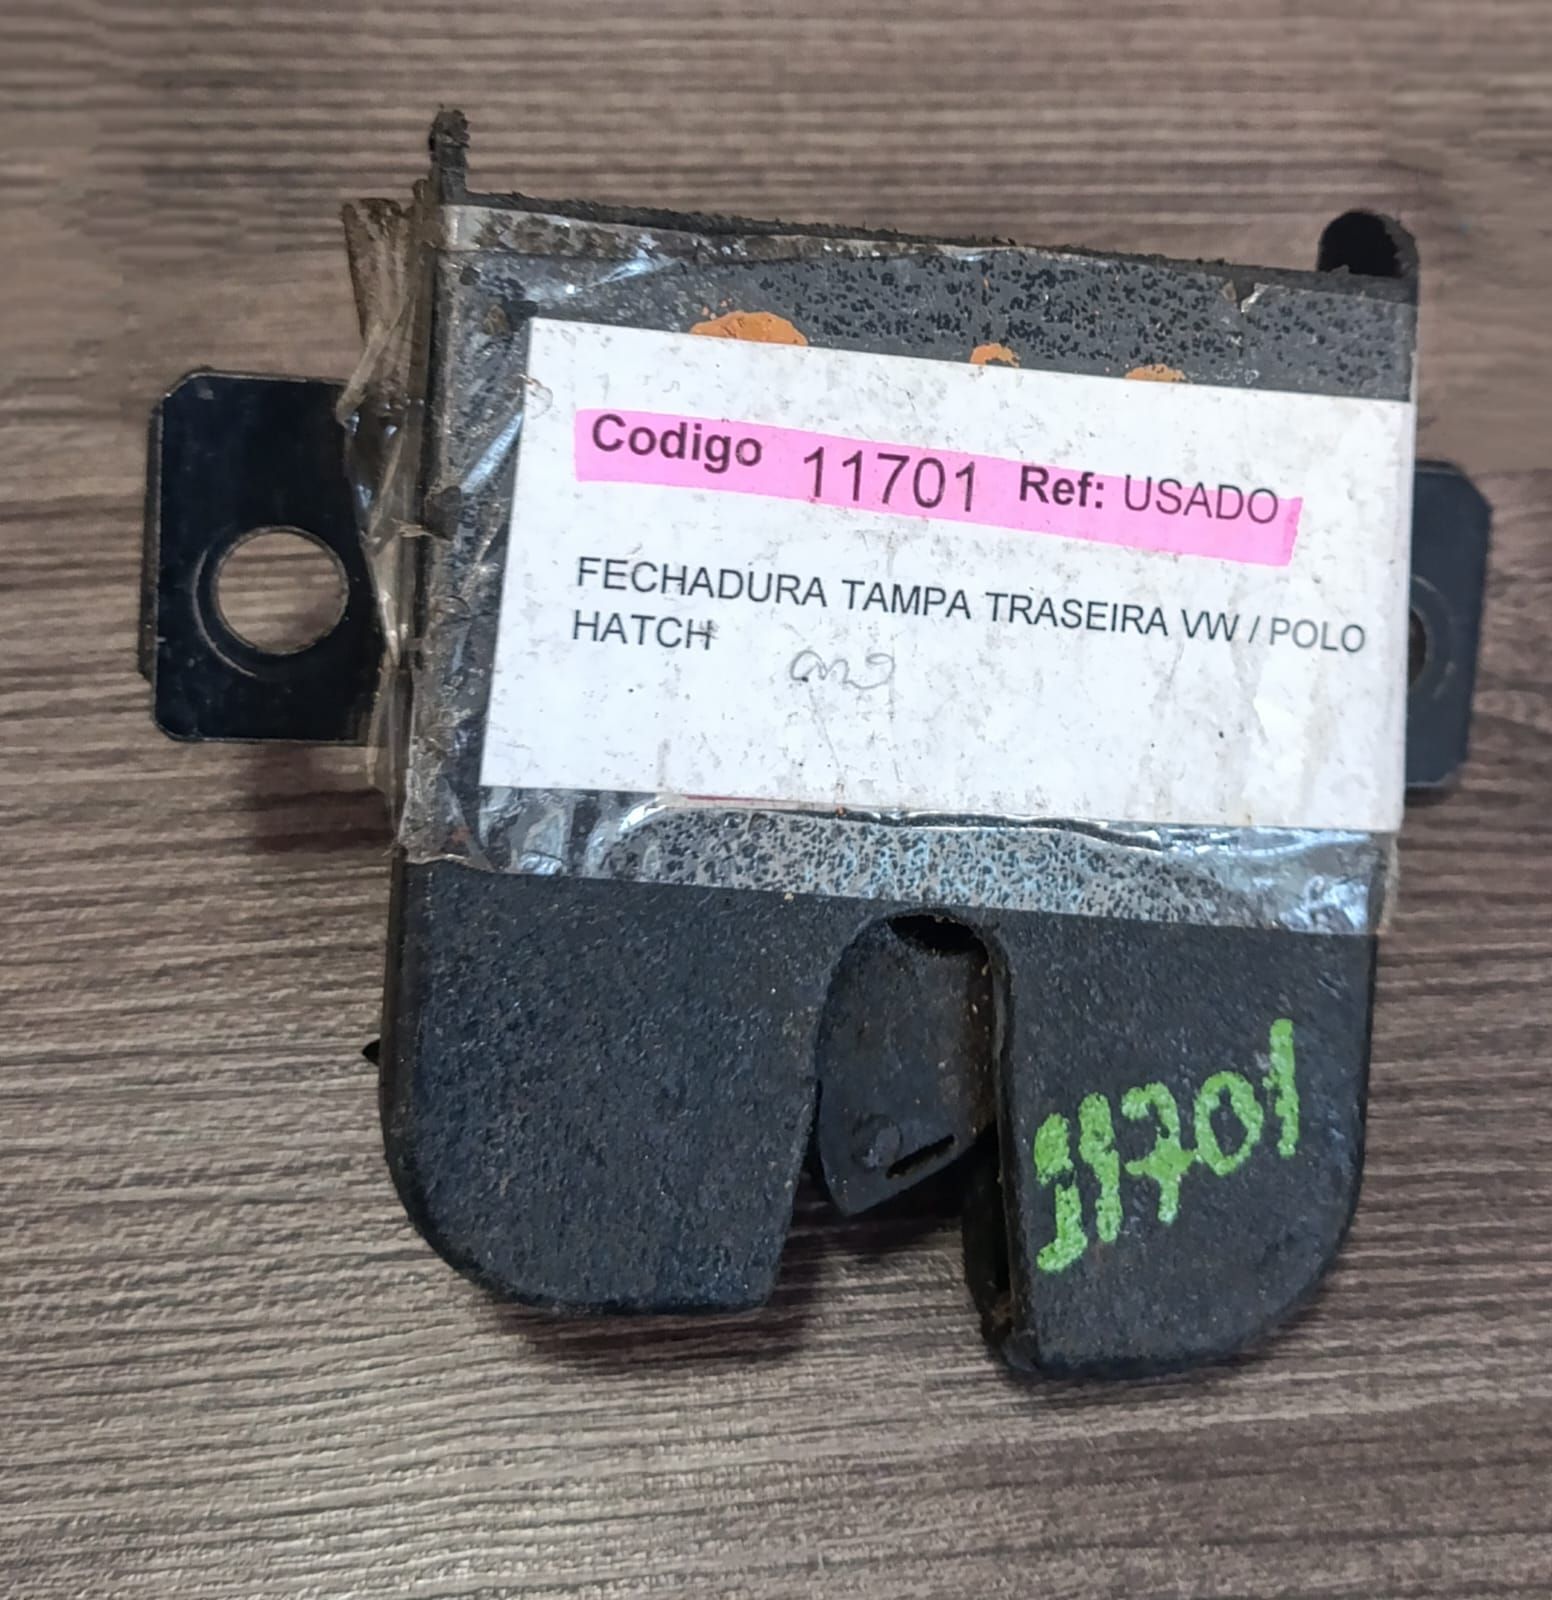 Codigo 11701 Ref: USADO
FECHADURA TAMPA TRASEIRA VW / POLO
HATCH
11701